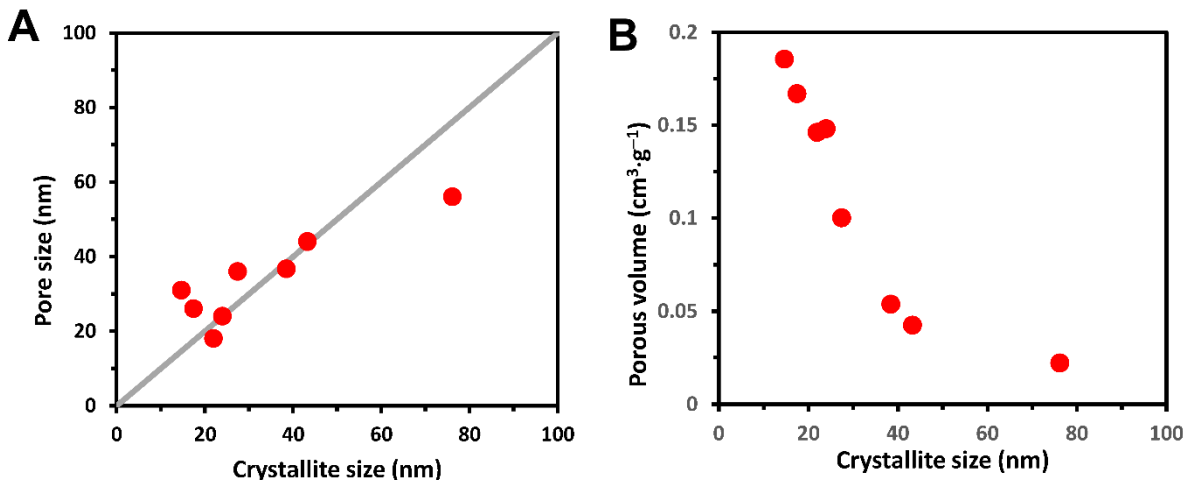 A
100
80
60
40
20
0
Pore size (nm)
0 20 40 60 80 100
Crystallite size (nm)
B
0.2
0.15
0.1
0.05
0
Porous volume (cm³·g⁻¹)
0 20 40 60 80 100
Crystallite size (nm)